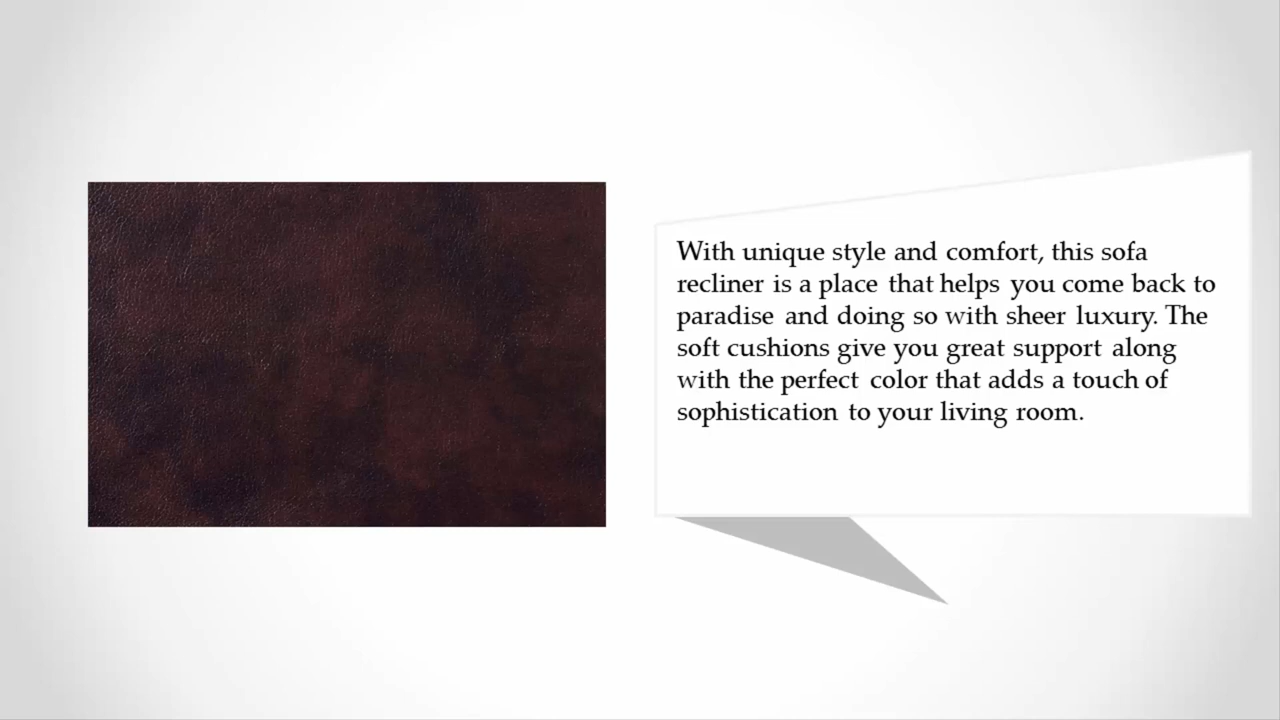 With unique style and comfort, this sofa
recliner is a place that helps you come back to
paradise and doing so with sheer luxury. The
soft cushions give you great support along
with the perfect color that adds a touch of
sophistication to your living room.